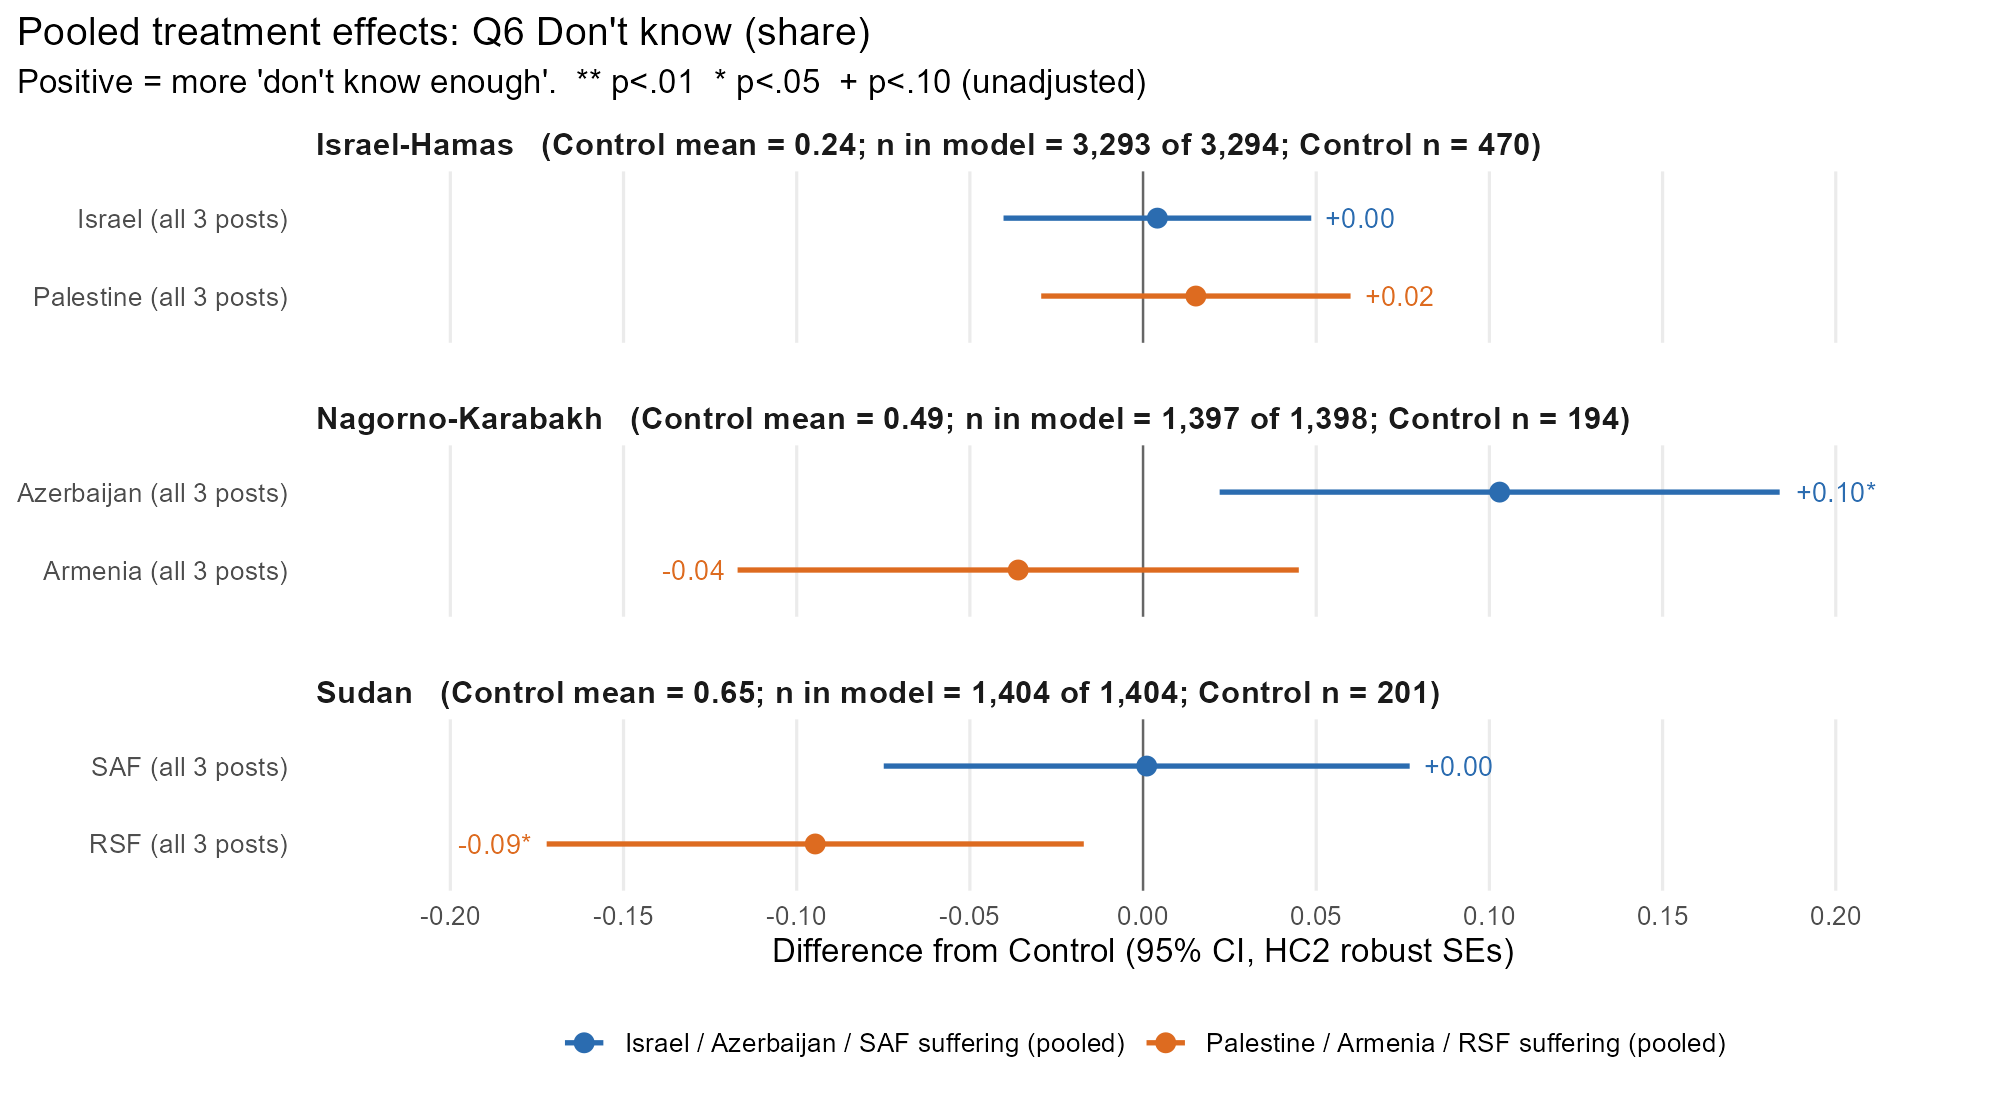 Pooled treatment effects: Q6 Don't know (share)
Positive = more 'don't know enough'.  ** p<.01  * p<.05  + p<.10 (unadjusted)
Israel-Hamas   (Control mean = 0.24; n in model = 3,293 of 3,294; Control n = 470)
Israel (all 3 posts)
+0.00
Palestine (all 3 posts)
+0.02
Nagorno-Karabakh   (Control mean = 0.49; n in model = 1,397 of 1,398; Control n = 194)
Azerbaijan (all 3 posts)
+0.10*
Armenia (all 3 posts)
-0.04
Sudan   (Control mean = 0.65; n in model = 1,404 of 1,404; Control n = 201)
SAF (all 3 posts)
+0.00
RSF (all 3 posts)
-0.09*
-0.20 -0.15 -0.10 -0.05 0.00 0.05 0.10 0.15 0.20
Difference from Control (95% CI, HC2 robust SEs)
Israel / Azerbaijan / SAF suffering (pooled) Palestine / Armenia / RSF suffering (pooled)